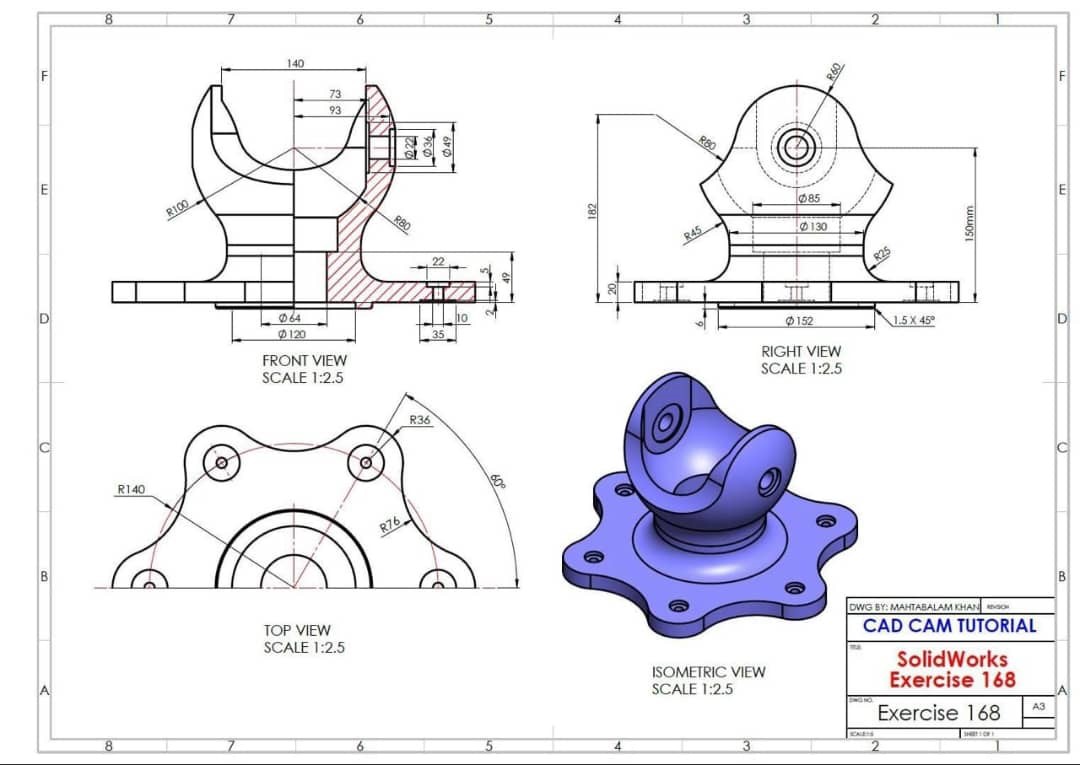 8 7 6 5 4 3 2 1
F F
E E
D D
C C
B B
A A
140
73
93
Ø22
Ø36
Ø49
R100
R80
22
5
49
2
10
35
Ø64
Ø120
FRONT VIEW
SCALE 1:2.5
R60
R80
182
Ø85
Ø130
R45
R25
150mm
20
6
Ø152
1.5 X 45°
RIGHT VIEW
SCALE 1:2.5
R36
R140
R76
60°
TOP VIEW
SCALE 1:2.5
ISOMETRIC VIEW
SCALE 1:2.5
DWG BY: MAHTABALAM KHAN REVISION
CAD CAM TUTORIAL
TITLE:
SolidWorks
Exercise 168
DWG NO.
Exercise 168
A3
SHEET 1 OF 1
8 7 6 5 4 3 2 1